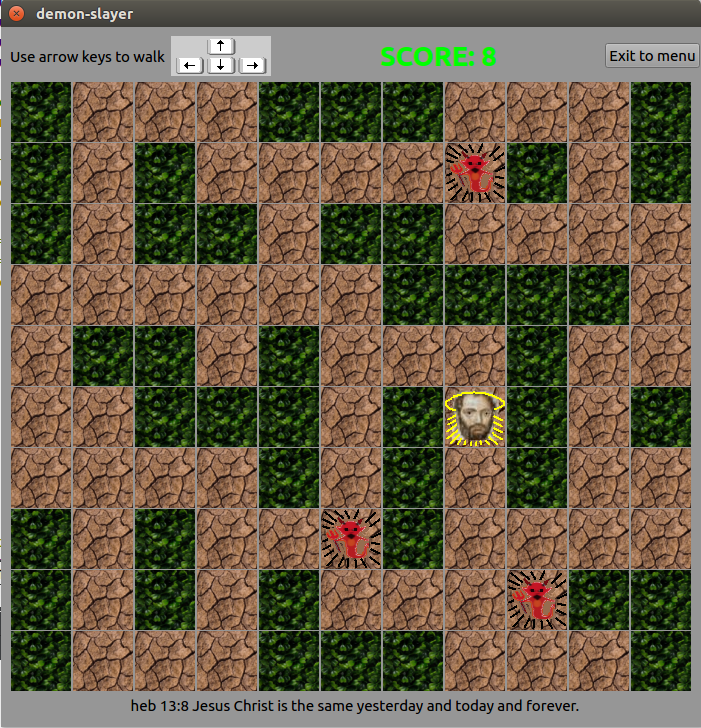 demon-slayer
Use arrow keys to walk
SCORE: 8
Exit to menu
heb 13:8 Jesus Christ is the same yesterday and today and forever.